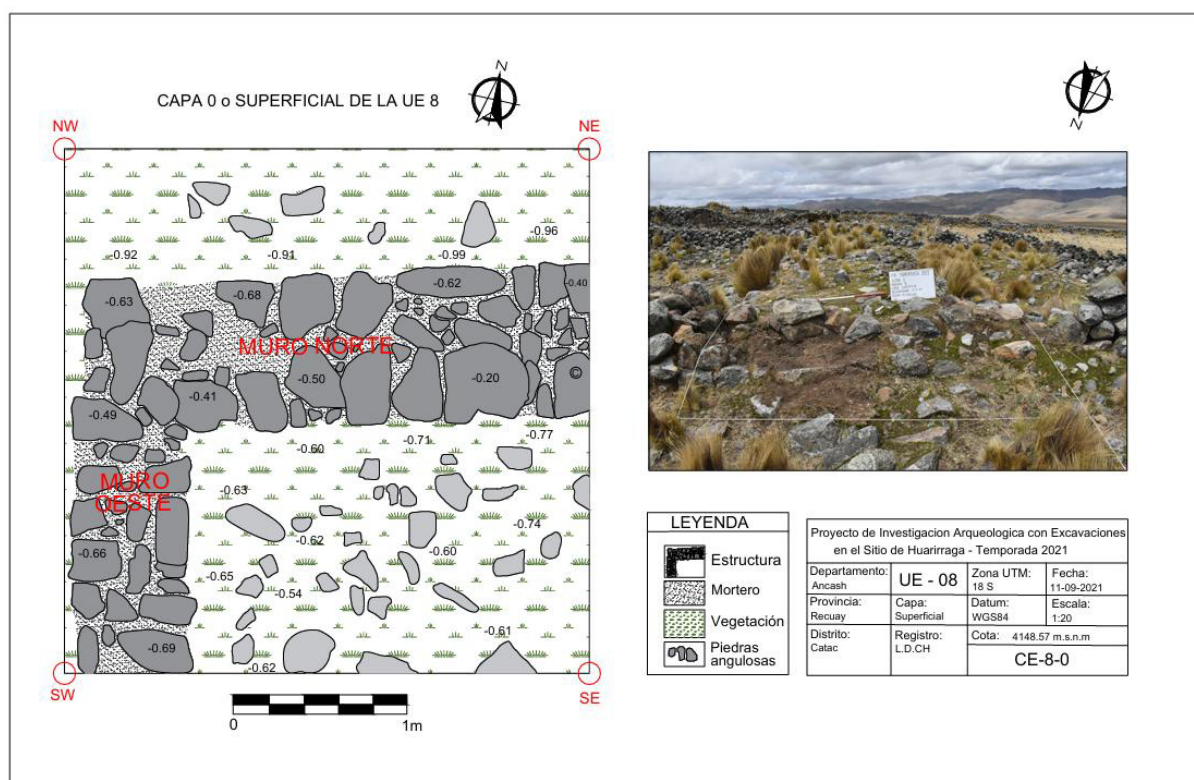 CAPA 0 o SUPERFICIAL DE LA UE 8
N
N
NW
NE
-0.96
-0.92
-0.91
-0.99
-0.63
-0.68
-0.62
-0.40
MURO NORTE
-0.50
-0.20
©
-0.49
-0.41
-0.60
-0.71
-0.77
MURO
OESTE
-0.63
-0.62
-0.74
-0.66
-0.60
-0.65
-0.54
-0.69
-0.61
-0.62
SW
SE
0
1m
LEYENDA
Estructura
Mortero
Vegetación
Piedras
angulosas
Proyecto de Investigacion Arqueologica con Excavaciones
en el Sitio de Huarirraga - Temporada 2021
Departamento:
Ancash
UE - 08
Zona UTM:
18 S
Fecha:
11-09-2021
Provincia:
Recuay
Capa:
Superficial
Datum:
WGS84
Escala:
1:20
Distrito:
Catac
Registro:
L.D.CH
Cota: 4148.57 m.s.n.m
CE-8-0